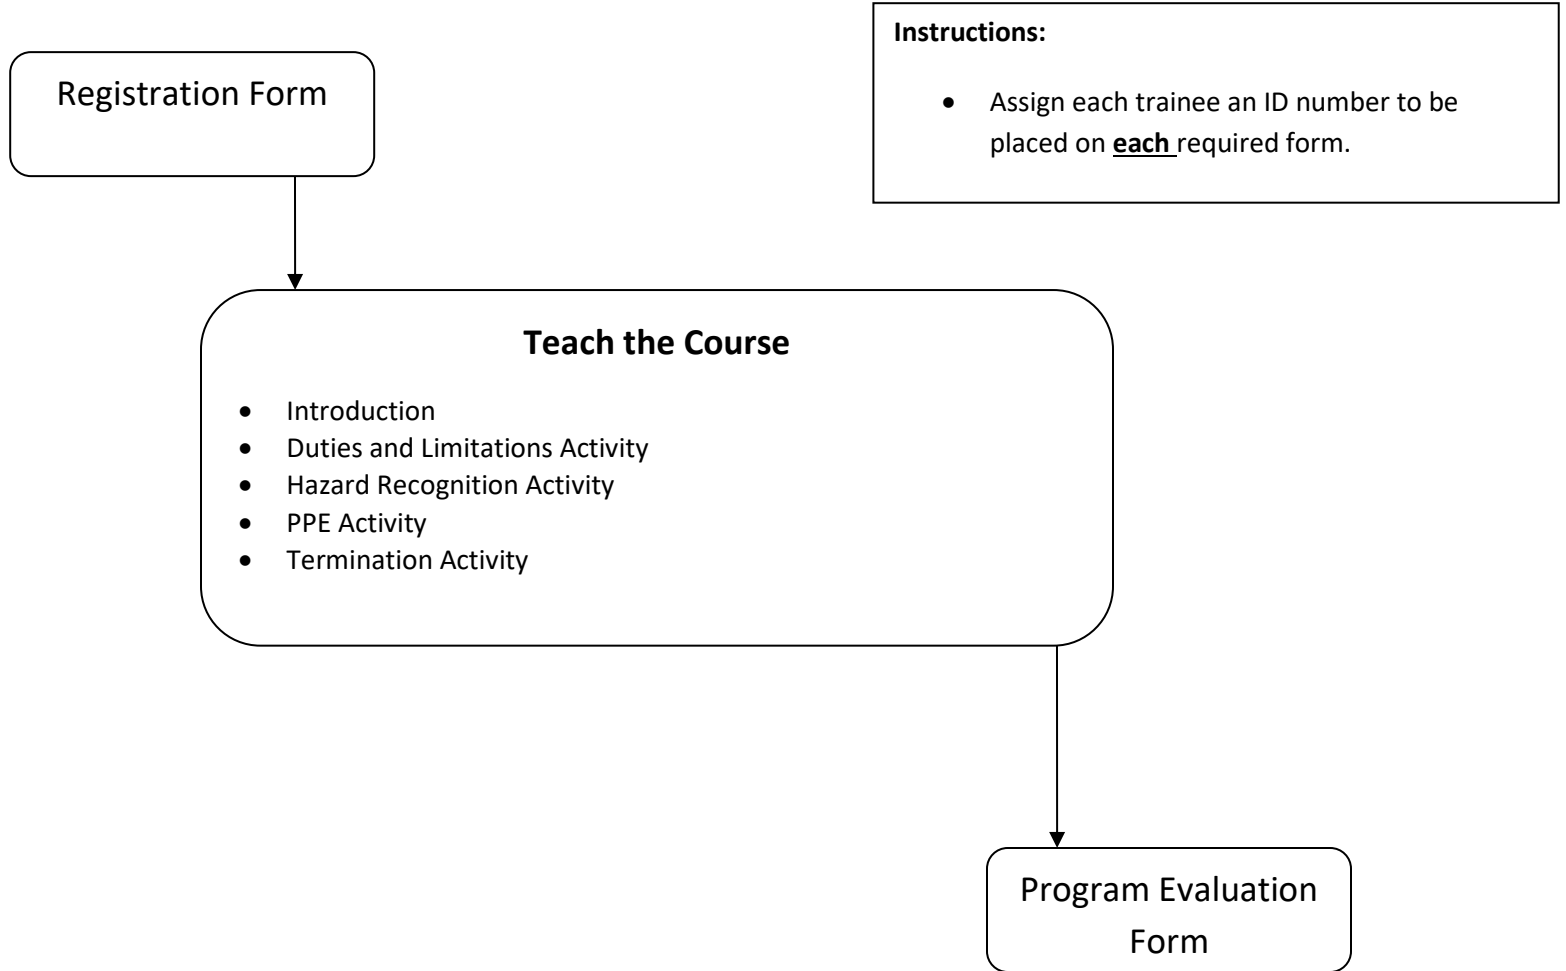 Instructions:
• Assign each trainee an ID number to be
placed on each required form.
Registration Form
Teach the Course
• Introduction
• Duties and Limitations Activity
• Hazard Recognition Activity
• PPE Activity
• Termination Activity
Program Evaluation
Form